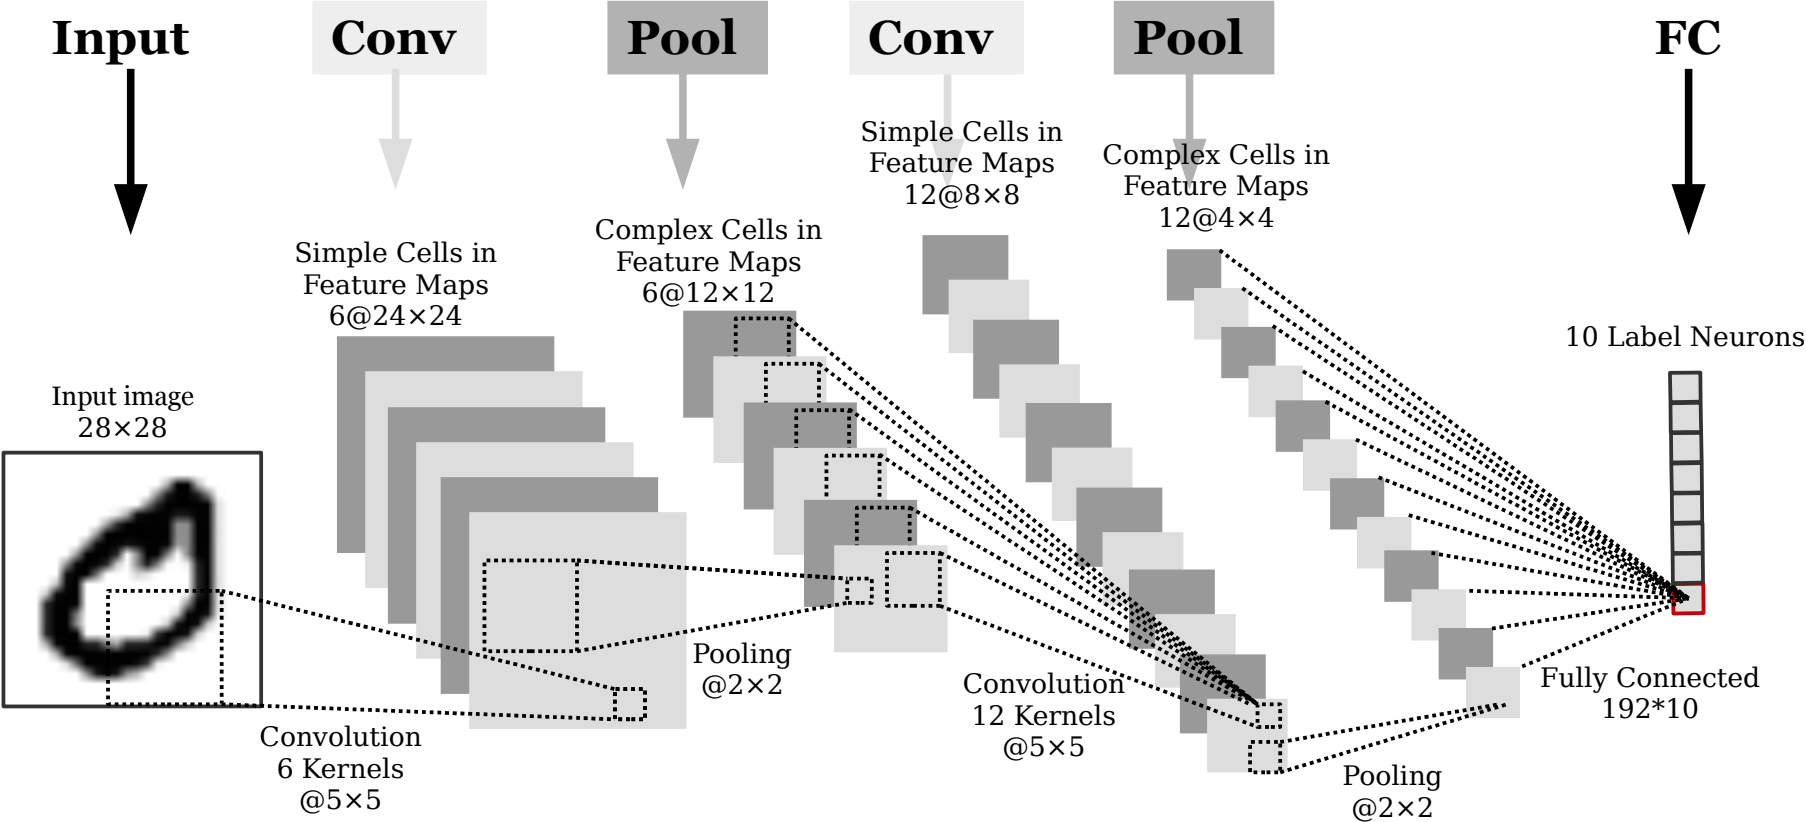 Input
Conv
Pool
Conv
Pool
FC
Simple Cells in
Feature Maps
12@8×8
Complex Cells in
Feature Maps
12@4×4
Complex Cells in
Feature Maps
6@12×12
Simple Cells in
Feature Maps
6@24×24
10 Label Neurons
Input image
28×28
Pooling
@2×2
Convolution
12 Kernels
@5×5
Fully Connected
192*10
Convolution
6 Kernels
@5×5
Pooling
@2×2